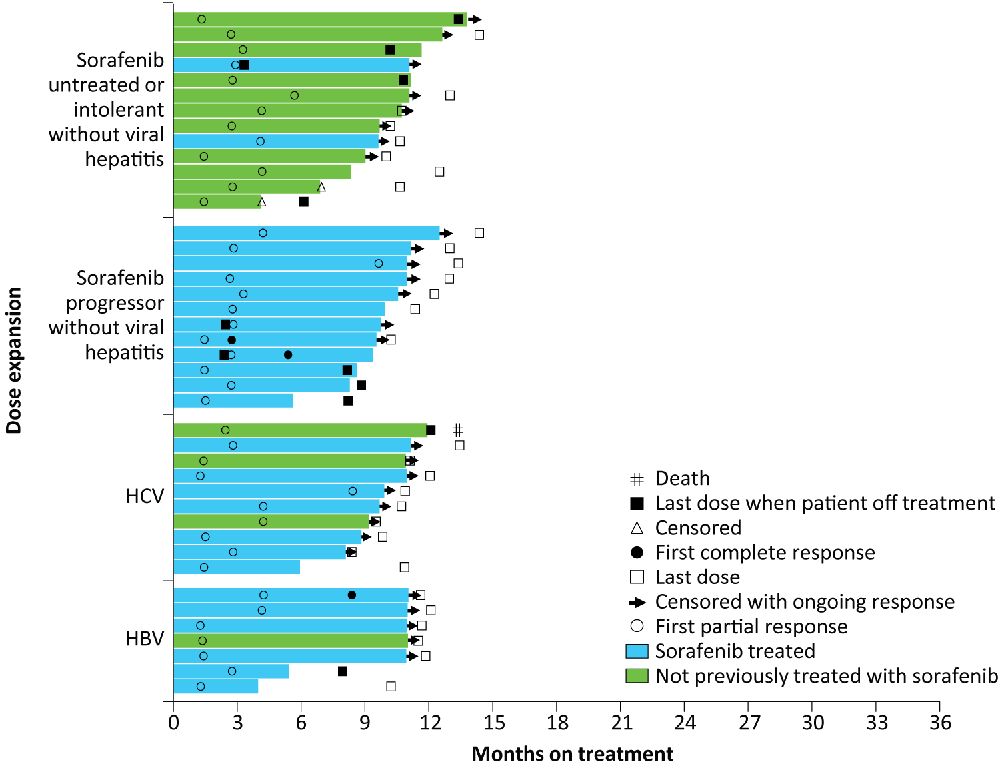 Sorafenib
untreated or
intolerant
without viral
hepatitis
Sorafenib
progressor
without viral
hepatitis
HCV
HBV
Dose expansion
Death
Last dose when patient off treatment
Censored
First complete response
Last dose
Censored with ongoing response
First partial response
Sorafenib treated
Not previously treated with sorafenib
0 3 6 9 12 15 18 21 24 27 30 33 36
Months on treatment